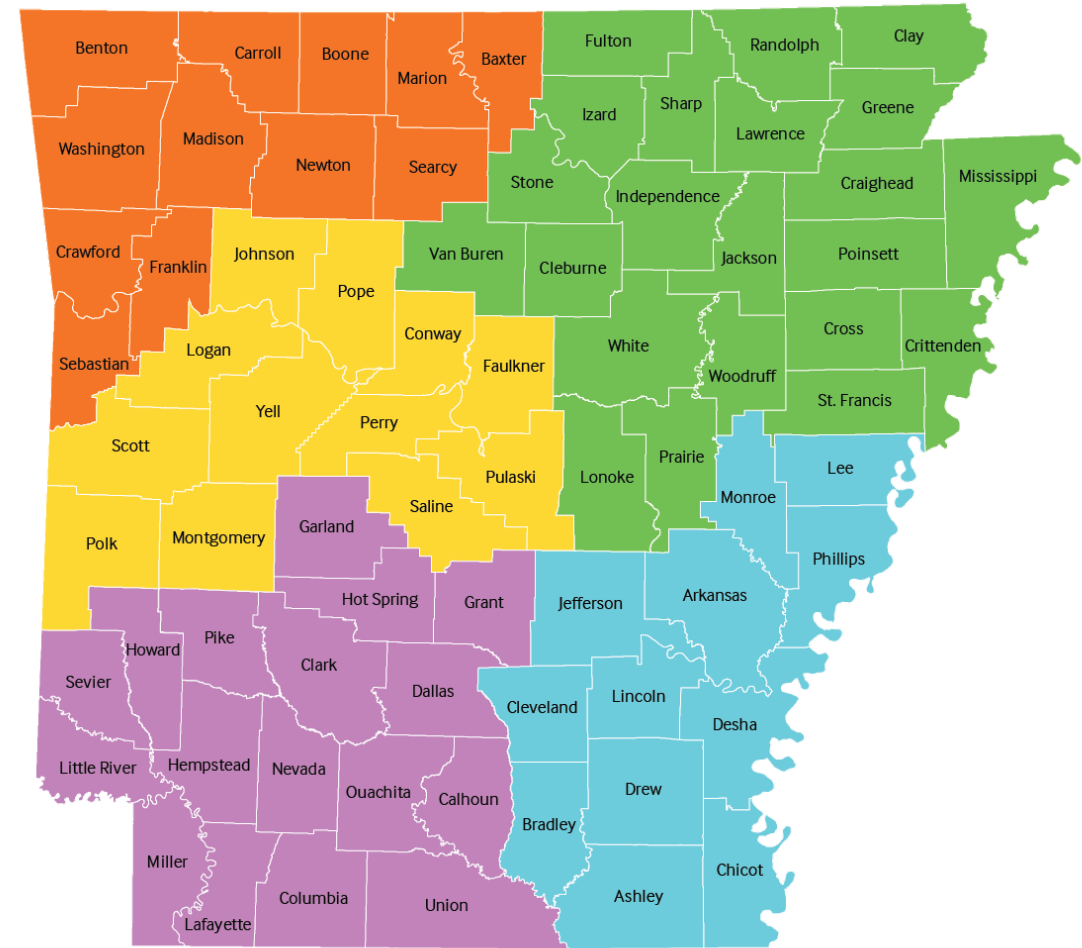 Benton
Carroll
Boone
Marion
Baxter
Fulton
Randolph
Clay
Izard
Sharp
Lawrence
Greene
Washington
Madison
Newton
Searcy
Stone
Independence
Craighead
Mississippi
Crawford
Franklin
Johnson
Pope
Van Buren
Cleburne
Jackson
Poinsett
Sebastian
Logan
Conway
Faulkner
White
Woodruff
Cross
Crittenden
St. Francis
Scott
Yell
Perry
Pulaski
Lonoke
Prairie
Monroe
Lee
Polk
Montgomery
Garland
Saline
Phillips
Hot Spring
Grant
Jefferson
Arkansas
Sevier
Howard
Pike
Clark
Dallas
Cleveland
Lincoln
Desha
Little River
Hempstead
Nevada
Ouachita
Calhoun
Bradley
Drew
Miller
Lafayette
Columbia
Union
Ashley
Chicot